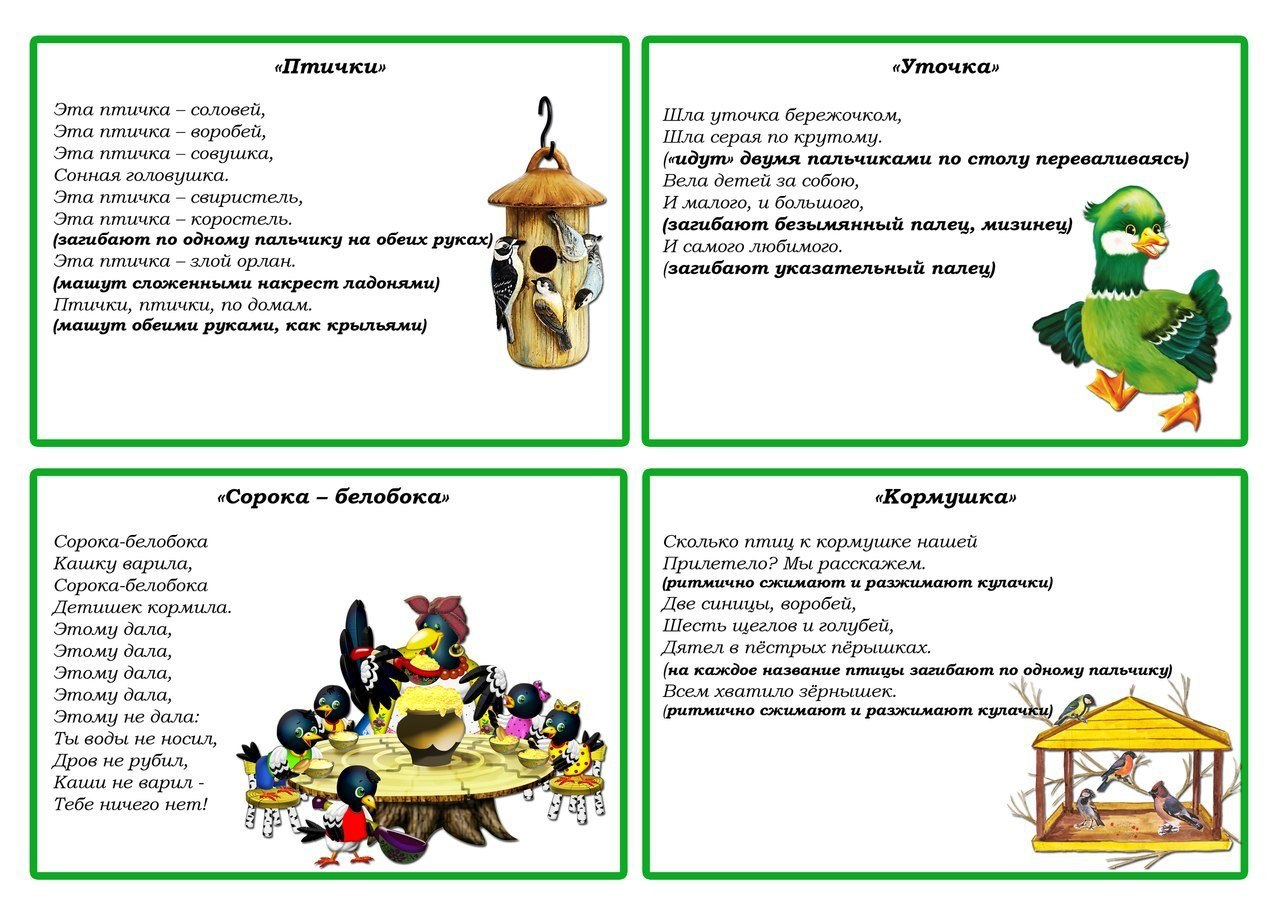 «Птички»
Эта птичка – соловей,
Эта птичка – воробей,
Эта птичка – совушка,
Сонная головушка.
Эта птичка – свиристель,
Эта птичка – коростель.
(загибают по одному пальчику на обеих руках)
Эта птичка – злой орлан.
(машут сложенными накрест ладонями)
Птички, птички, по домам.
(машут обеими руками, как крыльями)
«Уточка»
Шла уточка бережочком,
Шла серая по крутому.
(«идут» двумя пальчиками по столу переваливаясь)
Вела детей за собою,
И малого, и большого,
(загибают безымянный палец, мизинец)
И самого любимого.
(загибают указательный палец)
«Сорока – белобока»
Сорока-белобока
Кашку варила,
Сорока-белобока
Детишек кормила.
Этому дала,
Этому дала,
Этому дала,
Этому дала,
Этому не дала:
Ты воды не носил,
Дров не рубил,
Каши не варил -
Тебе ничего нет!
«Кормушка»
Сколько птиц к кормушке нашей
Прилетело? Мы расскажем.
(ритмично сжимают и разжимают кулачки)
Две синицы, воробей,
Шесть щеглов и голубей,
Дятел в пёстрых пёрышках.
(на каждое название птицы загибают по одному пальчику)
Всем хватило зёрнышек.
(ритмично сжимают и разжимают кулачки)